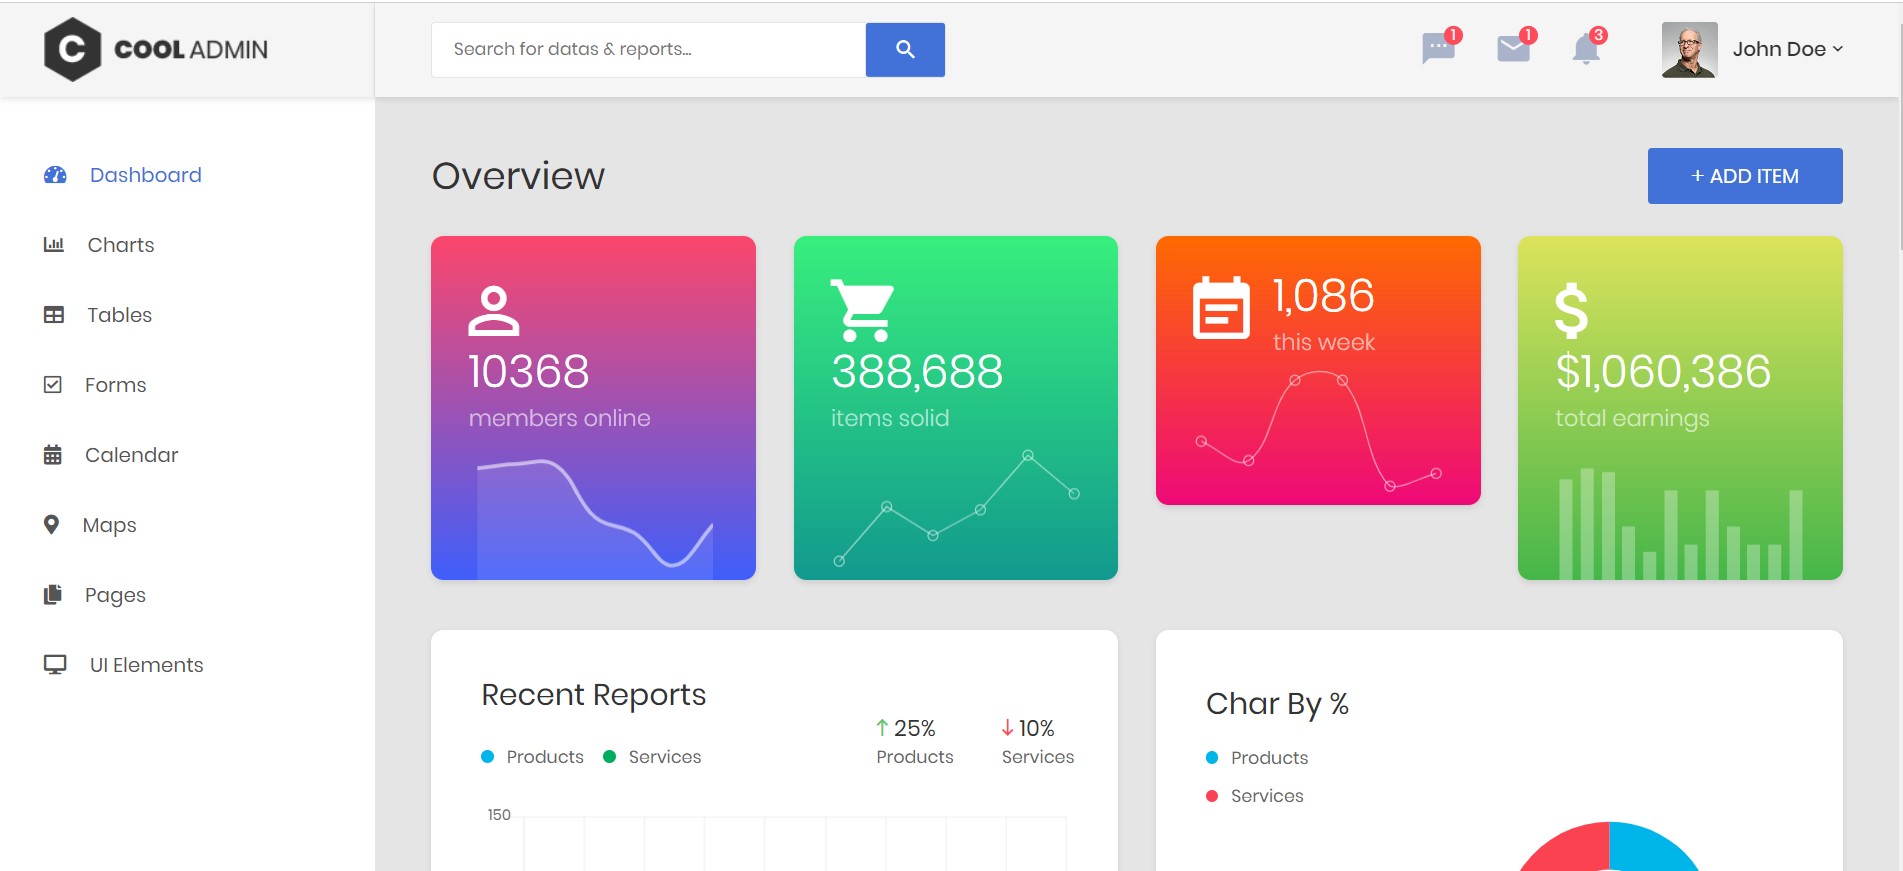 C COOL ADMIN
Search for datas & reports...
1
1
3
John Doe
Dashboard
Charts
Tables
Forms
Calendar
Maps
Pages
UI Elements
Overview
+ ADD ITEM
10368
members online
388,688
items solid
1,086
this week
$
$1,060,386
total earnings
Recent Reports
Products
Services
25%
Products
10%
Services
150
Char By %
Products
Services